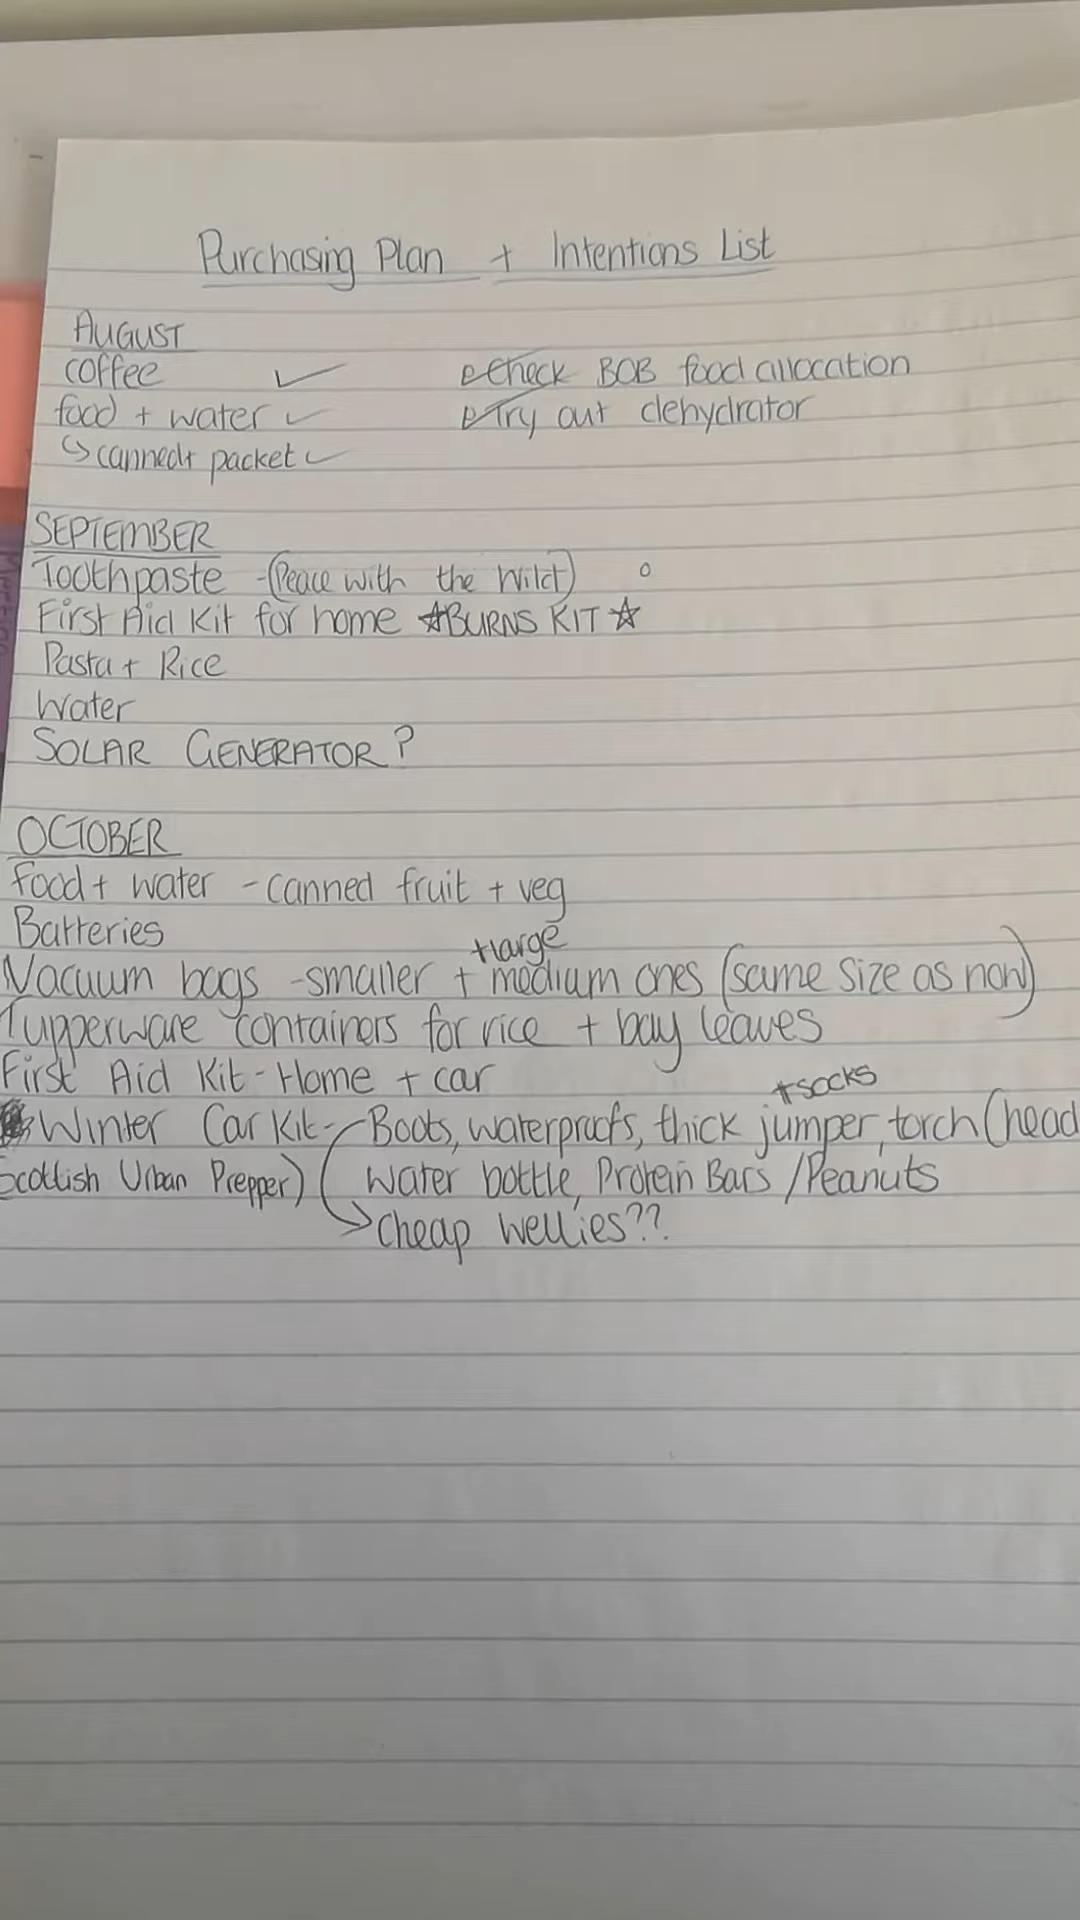 Purchasing Plan + Intentions List
AUGUST
coffee ✓ Check BOB food allocation
food + water ✓ Try out dehydrator
↳ canned + packet ✓
SEPTEMBER
Toothpaste - (Peace with the Wild)
First Aid Kit for home ☆BURNS KIT☆
Pasta + Rice
Water
SOLAR GENERATOR?
OCTOBER
Food + water - canned fruit + veg
Batteries
+large
Vacuum bags - smaller + medium ones (same size as now)
Tupperware containers for rice + bay leaves
First Aid Kit - Home + car
+socks
Winter Car Kit - Boots, waterproofs, thick jumper, torch (head
Scottish Urban Prepper) ( water bottle, Protein Bars / Peanuts
→ cheap wellies??